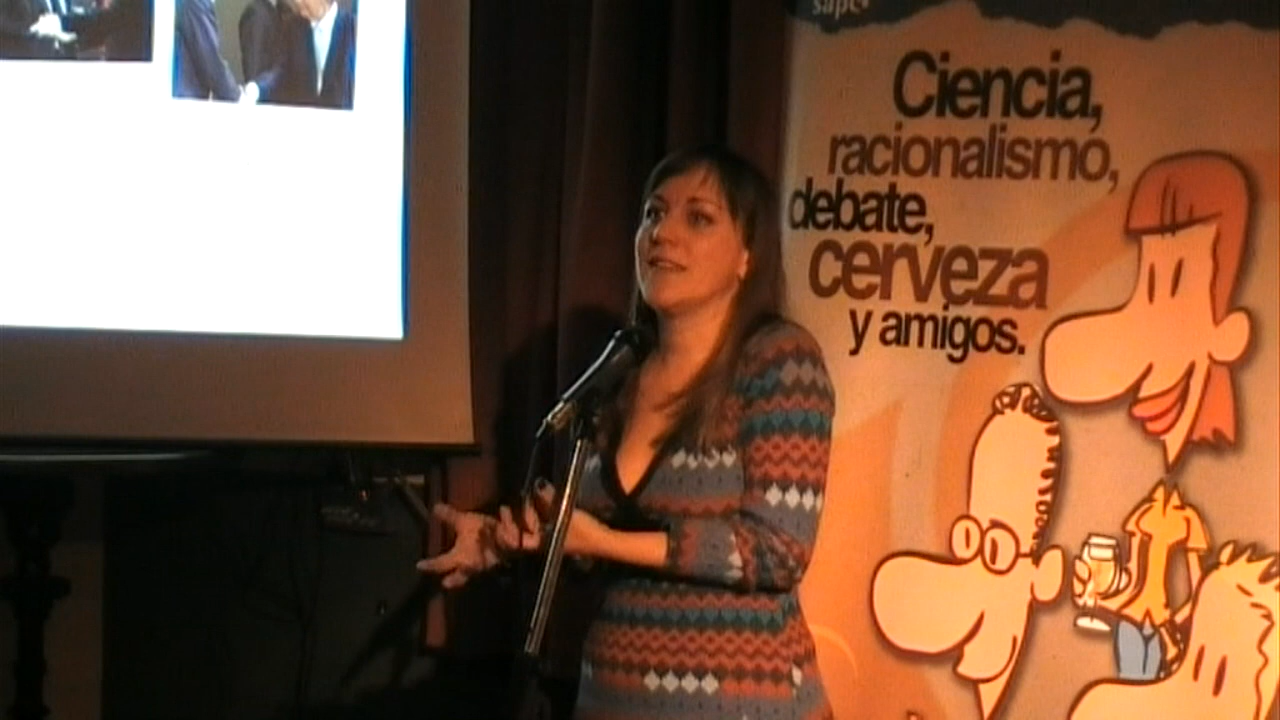 Ciencia,
racionalismo,
debate,
cerveza
y amigos.